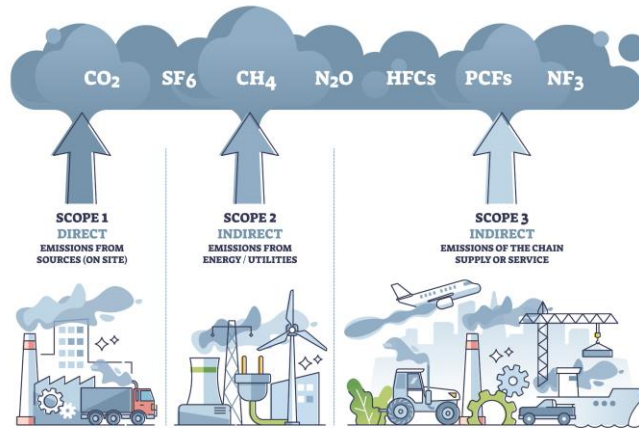 CO₂ SF₆ CH₄ N₂O HFCs PCFs NF₃
SCOPE 1
DIRECT
EMISSIONS FROM
SOURCES (ON SITE)
SCOPE 2
INDIRECT
EMISSIONS FROM
ENERGY / UTILITIES
SCOPE 3
INDIRECT
EMISSIONS OF THE CHAIN
SUPPLY OR SERVICE